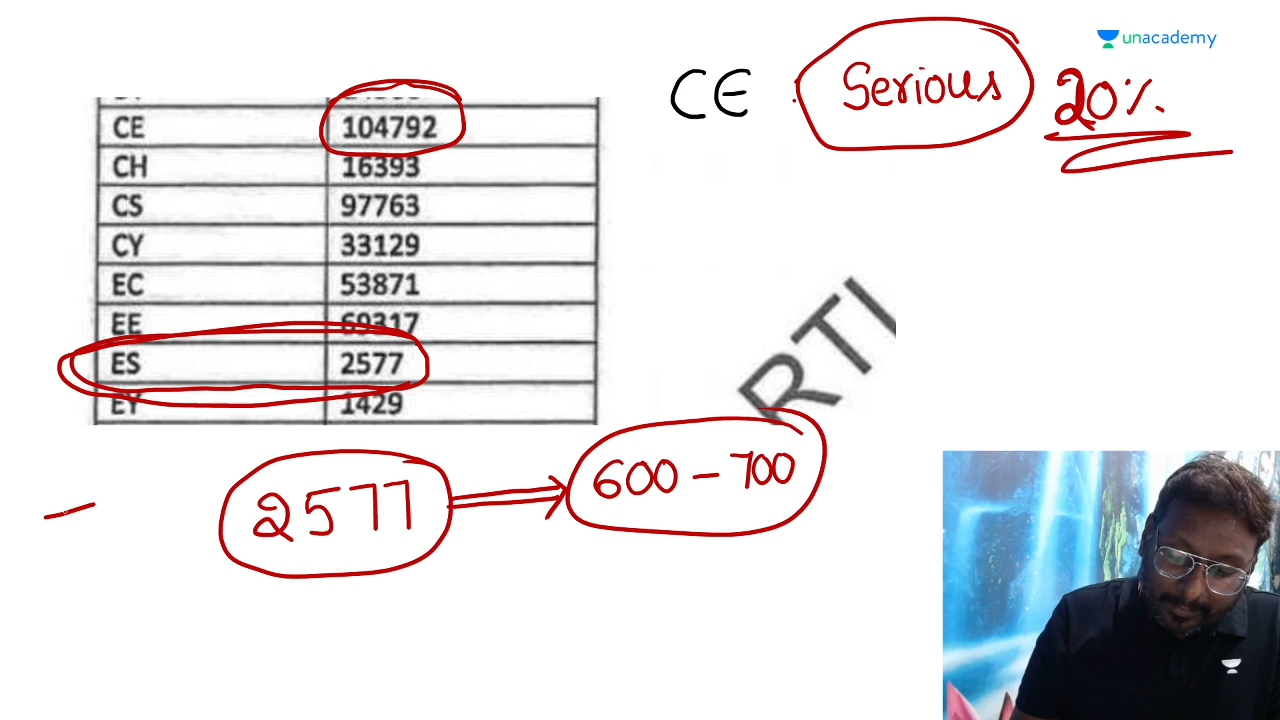 unacademy
CE Serious 20%
CE 104792
CH 16393
CS 97763
CY 33129
EC 53871
EE 69317
ES 2577
EY 1429
RTI
2577 600-700